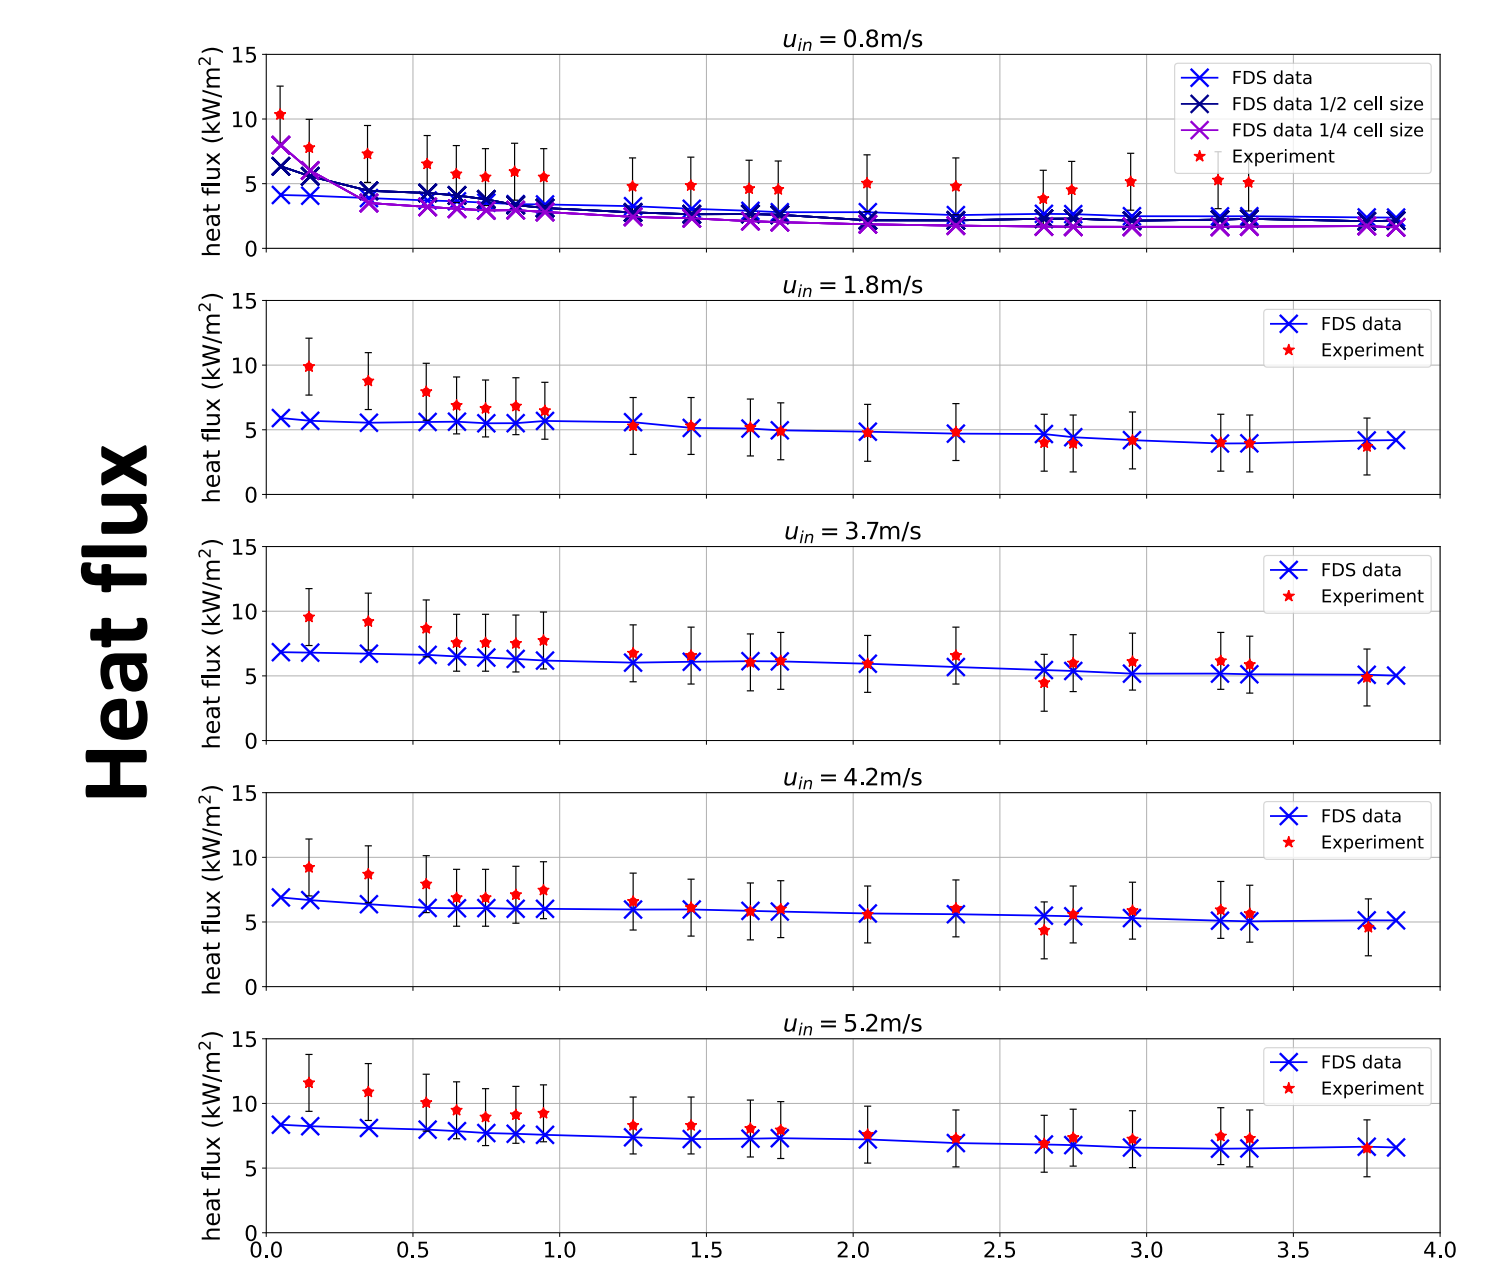 Heat flux
u_in = 0.8m/s
heat flux (kW/m²)
15
10
5
0
FDS data
FDS data 1/2 cell size
FDS data 1/4 cell size
Experiment
u_in = 1.8m/s
heat flux (kW/m²)
15
10
5
0
FDS data
Experiment
u_in = 3.7m/s
heat flux (kW/m²)
15
10
5
0
FDS data
Experiment
u_in = 4.2m/s
heat flux (kW/m²)
15
10
5
0
FDS data
Experiment
u_in = 5.2m/s
heat flux (kW/m²)
15
10
5
0
FDS data
Experiment
0.0 0.5 1.0 1.5 2.0 2.5 3.0 3.5 4.0